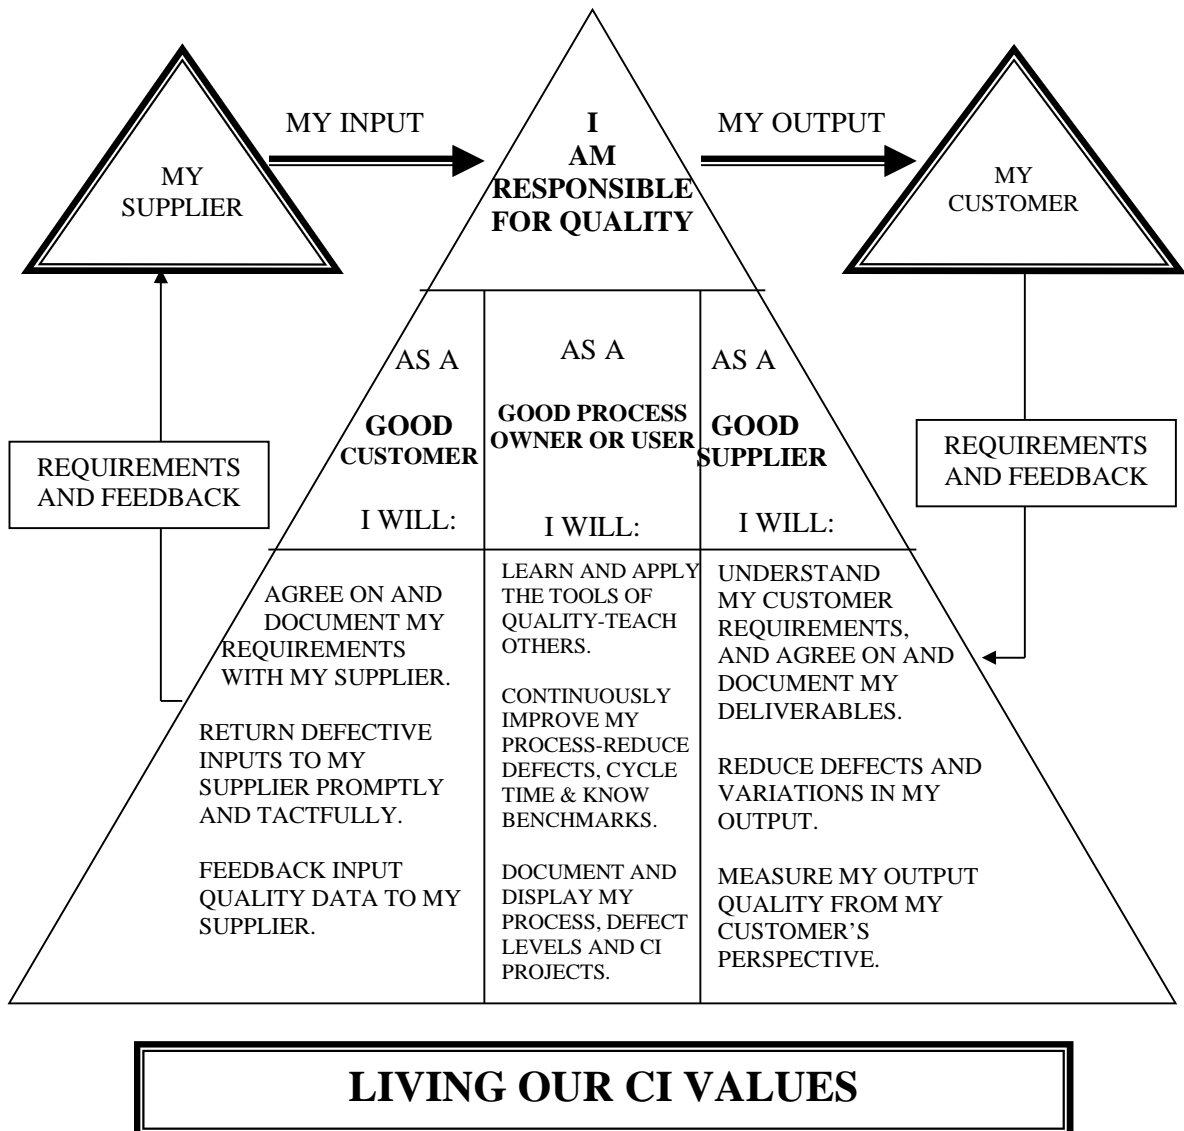 MY
SUPPLIER
MY INPUT
I
AM
RESPONSIBLE
FOR QUALITY
MY OUTPUT
MY
CUSTOMER
REQUIREMENTS
AND FEEDBACK
AS A
GOOD
CUSTOMER
I WILL:
AS A
GOOD PROCESS
OWNER OR USER
I WILL:
AS A
GOOD
SUPPLIER
I WILL:
REQUIREMENTS
AND FEEDBACK
AGREE ON AND
DOCUMENT MY
REQUIREMENTS
WITH MY SUPPLIER.
RETURN DEFECTIVE
INPUTS TO MY
SUPPLIER PROMPTLY
AND TACTFULLY.
FEEDBACK INPUT
QUALITY DATA TO MY
SUPPLIER.
LEARN AND APPLY
THE TOOLS OF
QUALITY-TEACH
OTHERS.
CONTINUOUSLY
IMPROVE MY
PROCESS-REDUCE
DEFECTS, CYCLE
TIME & KNOW
BENCHMARKS.
DOCUMENT AND
DISPLAY MY
PROCESS, DEFECT
LEVELS AND CI
PROJECTS.
UNDERSTAND
MY CUSTOMER
REQUIREMENTS,
AND AGREE ON AND
DOCUMENT MY
DELIVERABLES.
REDUCE DEFECTS AND
VARIATIONS IN MY
OUTPUT.
MEASURE MY OUTPUT
QUALITY FROM MY
CUSTOMER’S
PERSPECTIVE.
LIVING OUR CI VALUES